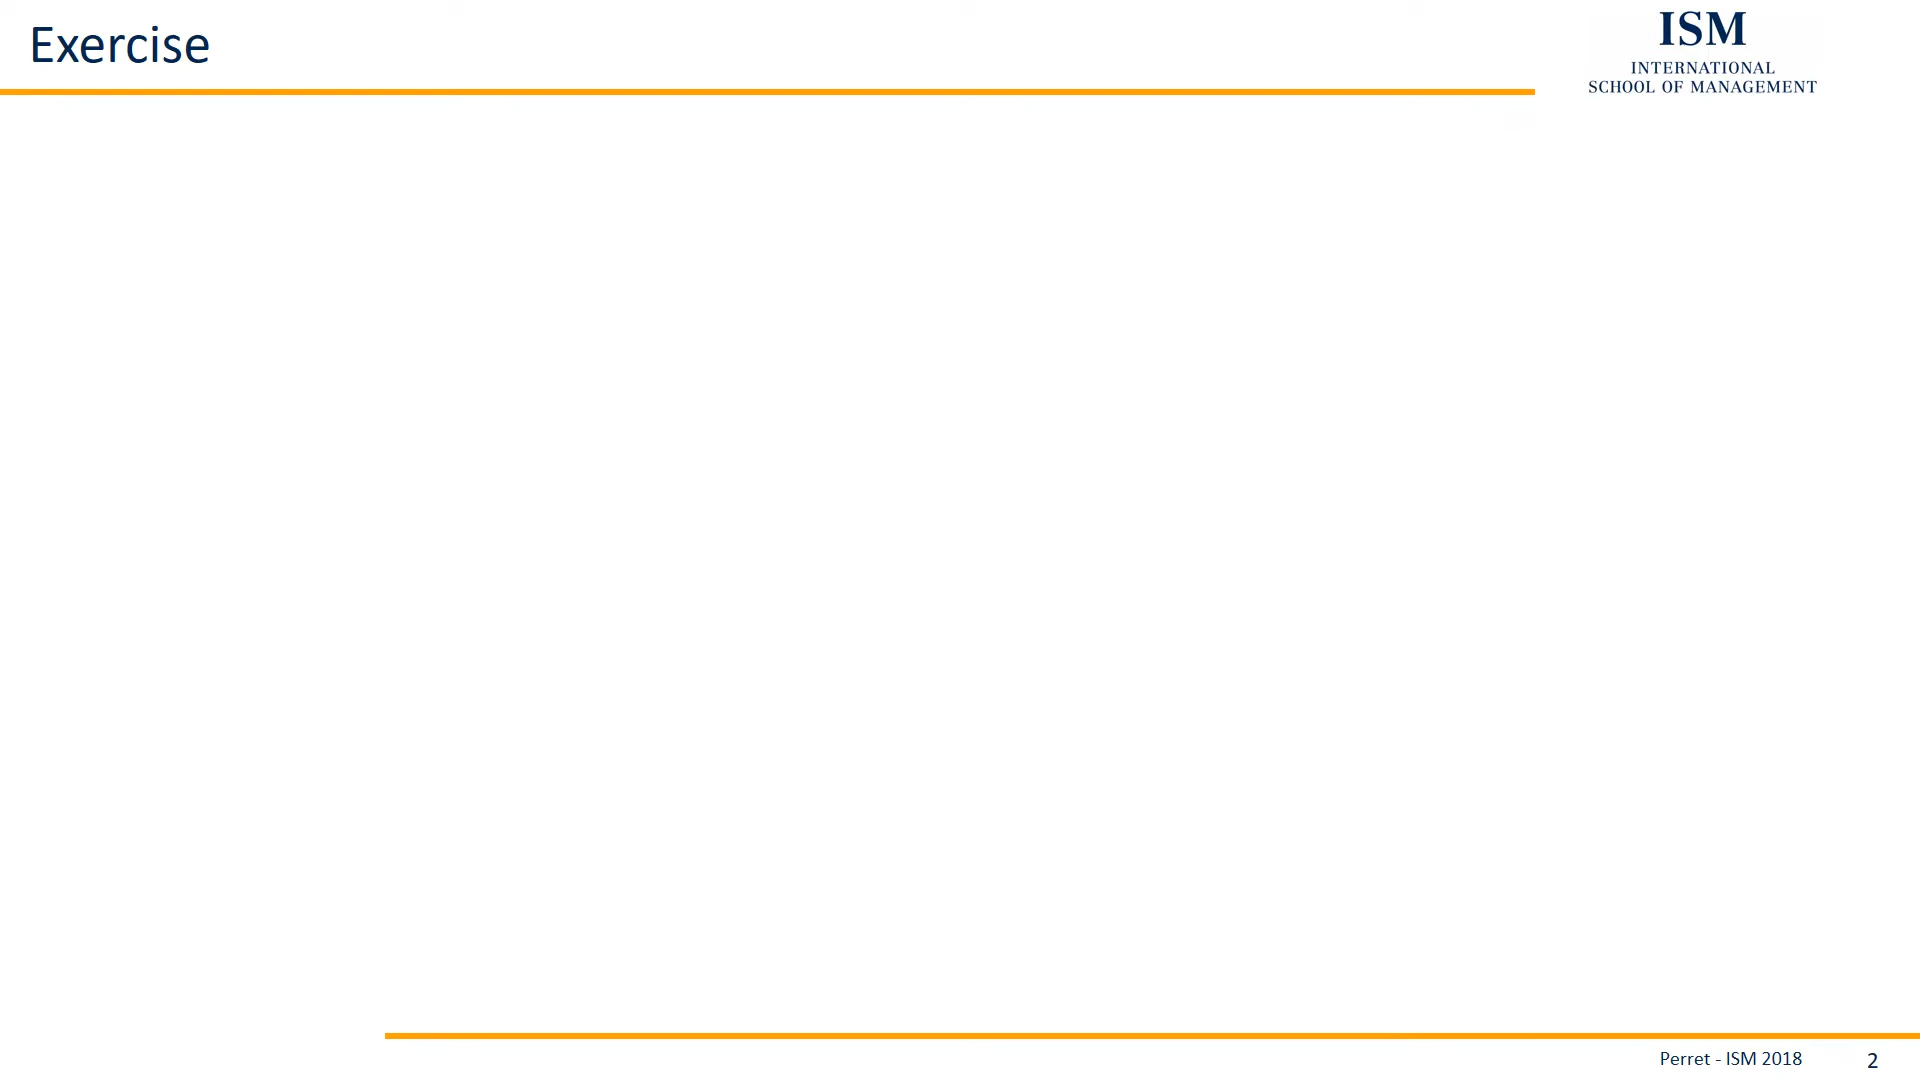 Exercise
ISM
INTERNATIONAL
SCHOOL OF MANAGEMENT
Perret - ISM 2018
2